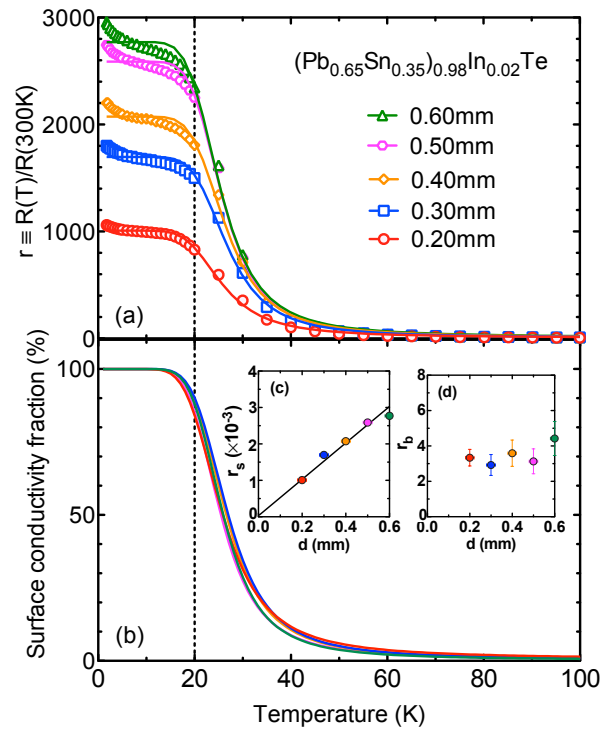 3000
2000
1000
0
r ≡ R(T)/R(300K)
(Pb0.65Sn0.35)0.98In0.02Te
0.60mm
0.50mm
0.40mm
0.30mm
0.20mm
(a)
100
50
0
Surface conductivity fraction (%)
(b)
(c)
4
3
2
1
0
rs (×10-3)
0.0 0.2 0.4 0.6
d (mm)
(d)
8
6
4
2
0
rb
0.0 0.2 0.4 0.6
d (mm)
0 20 40 60 80 100
Temperature (K)